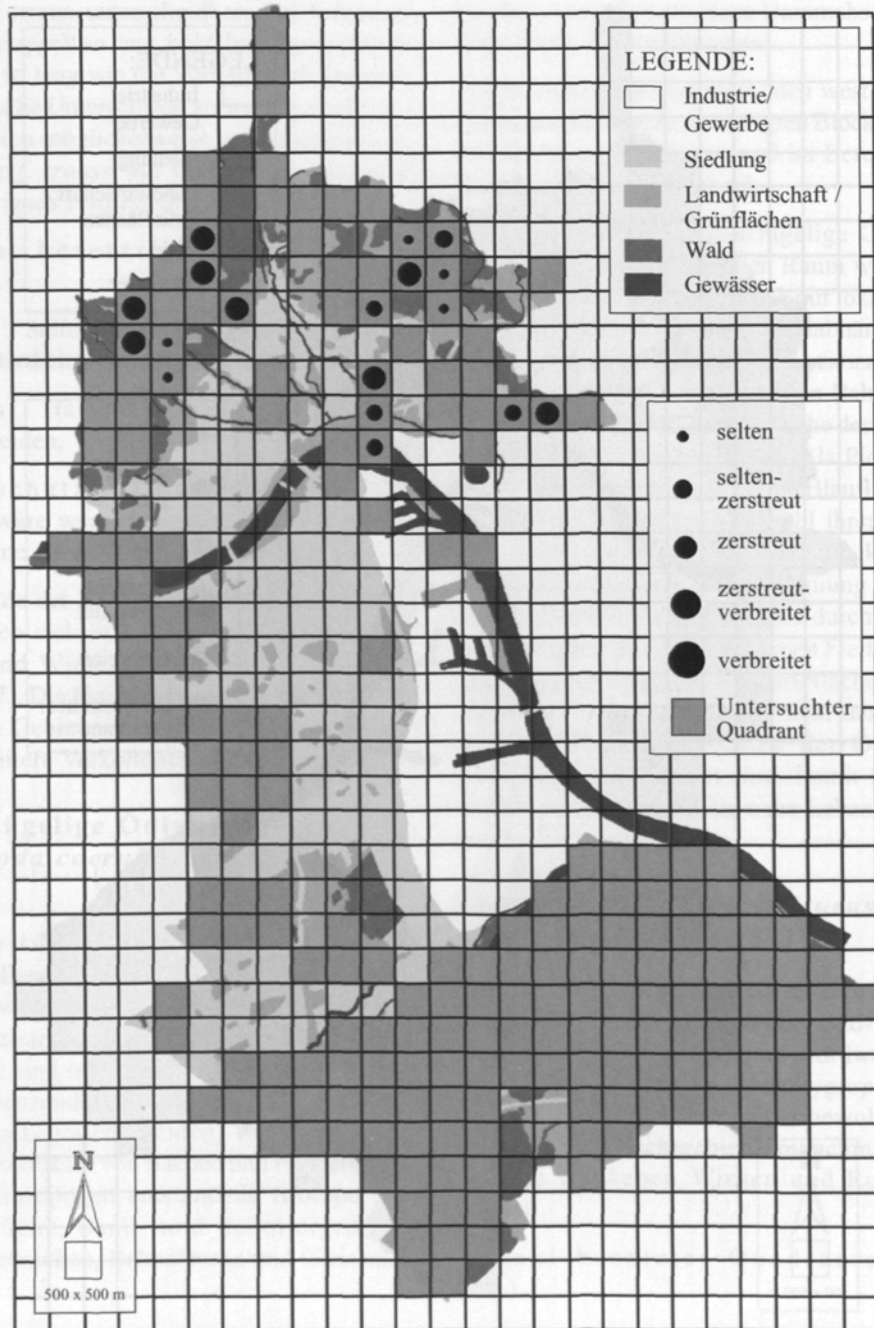 LEGENDE:
Industrie/
Gewerbe
Siedlung
Landwirtschaft /
Grünflächen
Wald
Gewässer
selten
selten-
zerstreut
zerstreut
zerstreut-
verbreitet
verbreitet
Untersuchter
Quadrant
N
500 x 500 m